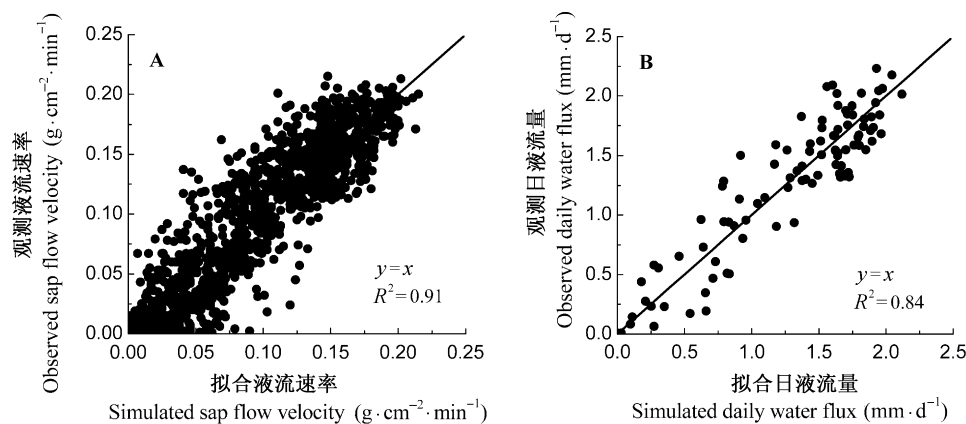 A
观测液流速率
Observed sap flow velocity (g·cm⁻²·min⁻¹)
0.25
0.20
0.15
0.10
0.05
0.00
y=x
R²=0.91
0.00 0.05 0.10 0.15 0.20 0.25
拟合液流速率
Simulated sap flow velocity (g·cm⁻²·min⁻¹)
B
观测日液流量
Observed daily water flux (mm·d⁻¹)
2.5
2.0
1.5
1.0
0.5
0.0
y=x
R²=0.84
0.0 0.5 1.0 1.5 2.0 2.5
拟合日液流量
Simulated daily water flux (mm·d⁻¹)